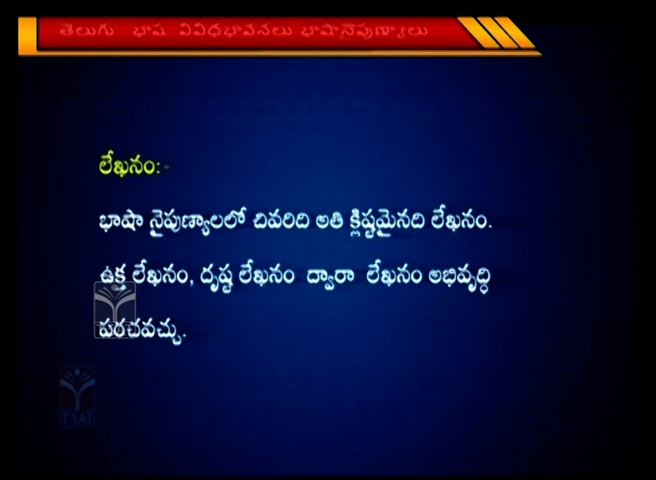 తెలుగు భాష వివిధభావనలు భాషానైపుణ్యాలు
లేఖనం:-
భాషా నైపుణ్యాలలో చివరిది అతి క్లిష్టమైనది లేఖనం.
ఉక్త లేఖనం, దృష్ట లేఖనం ద్వారా లేఖనం అభివృద్ధి
పరచవచ్చు.
T SAT